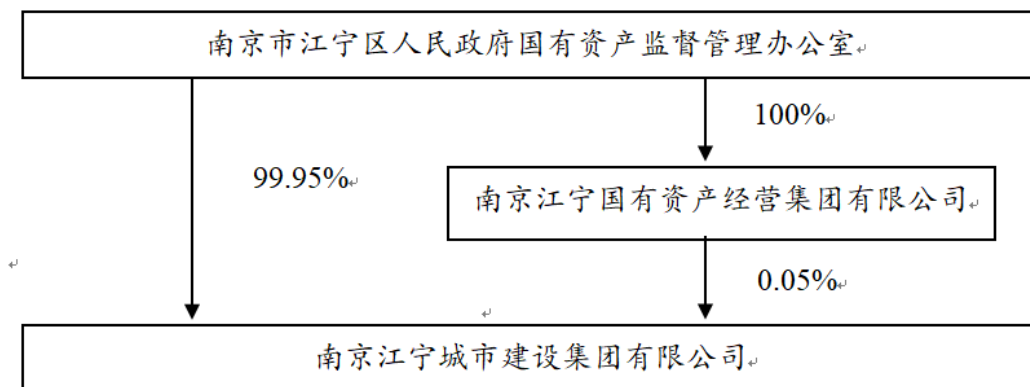 南京市江宁区人民政府国有资产监督管理办公室
100%
99.95%
南京江宁国有资产经营集团有限公司
0.05%
南京江宁城市建设集团有限公司